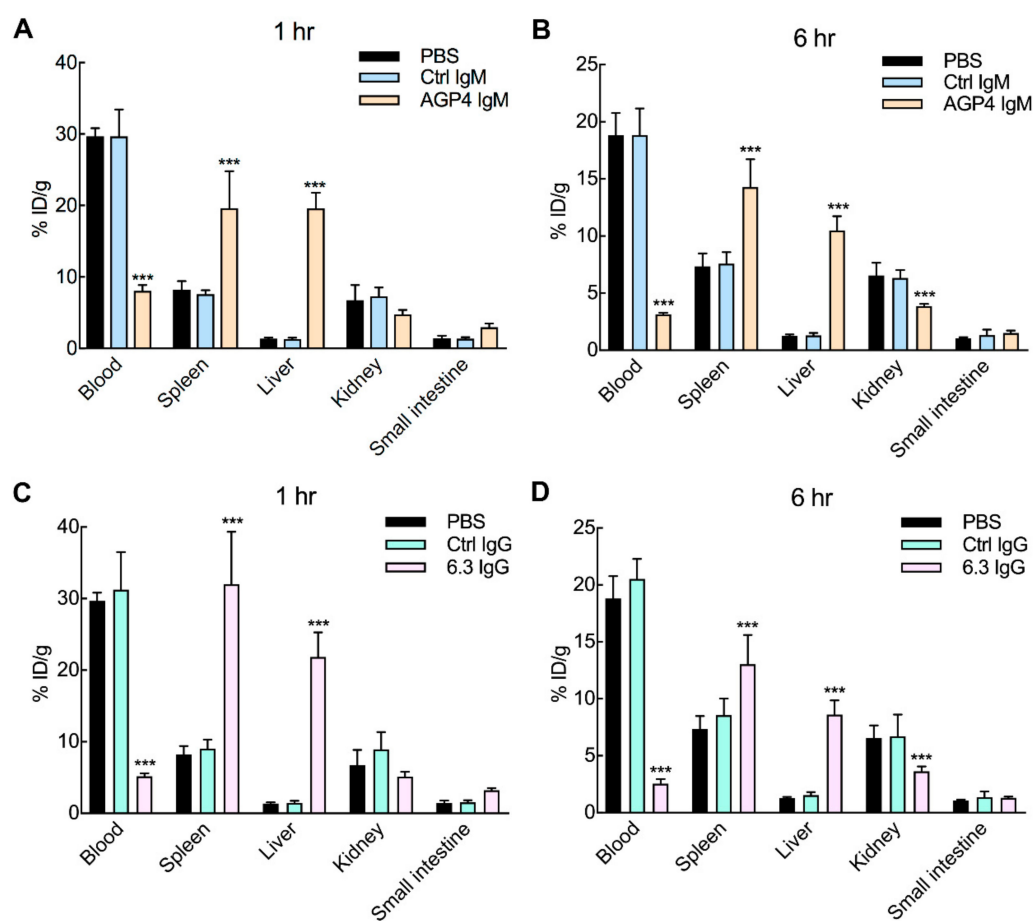 A
1 hr
PBS
Ctrl IgM
AGP4 IgM
% ID/g
40
30
20
10
0
***
***
***
Blood
Spleen
Liver
Kidney
Small intestine
B
6 hr
PBS
Ctrl IgM
AGP4 IgM
% ID/g
25
20
15
10
5
0
***
***
***
***
Blood
Spleen
Liver
Kidney
Small intestine
C
1 hr
PBS
Ctrl IgG
6.3 IgG
% ID/g
40
30
20
10
0
***
***
***
Blood
Spleen
Liver
Kidney
Small intestine
D
6 hr
PBS
Ctrl IgG
6.3 IgG
% ID/g
25
20
15
10
5
0
***
***
***
***
Blood
Spleen
Liver
Kidney
Small intestine